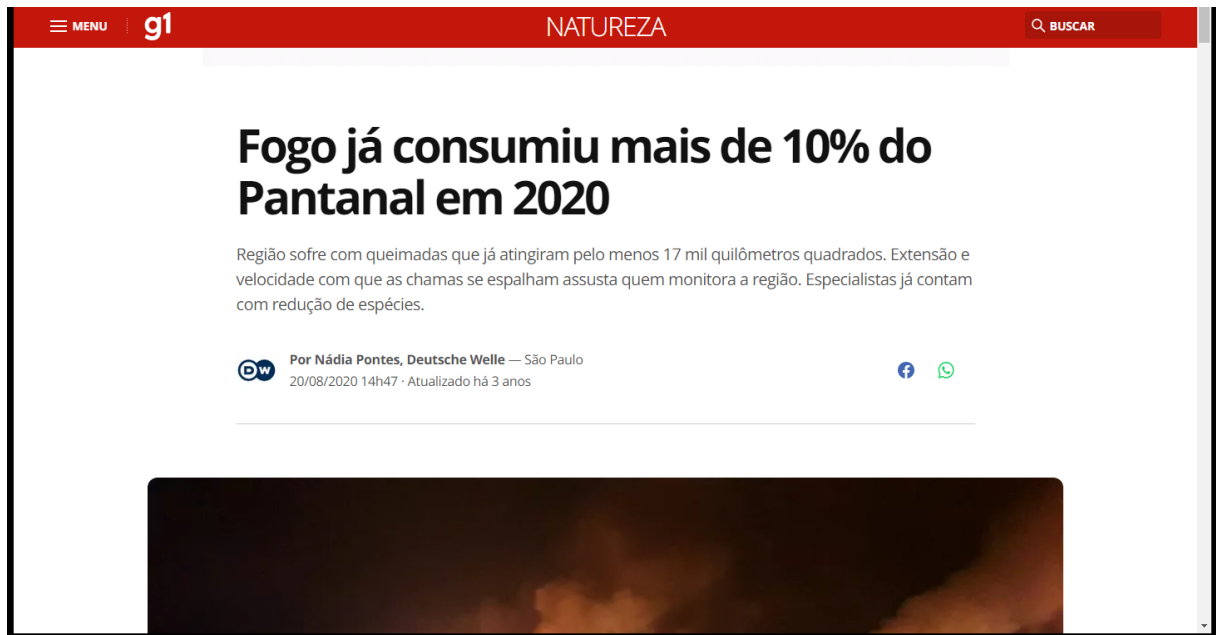 MENU
g1
NATUREZA
BUSCAR
Fogo já consumiu mais de 10% do
Pantanal em 2020
Região sofre com queimadas que já atingiram pelo menos 17 mil quilômetros quadrados. Extensão e
velocidade com que as chamas se espalham assusta quem monitora a região. Especialistas já contam
com redução de espécies.
DW
Por Nádia Pontes, Deutsche Welle — São Paulo
20/08/2020 14h47 · Atualizado há 3 anos